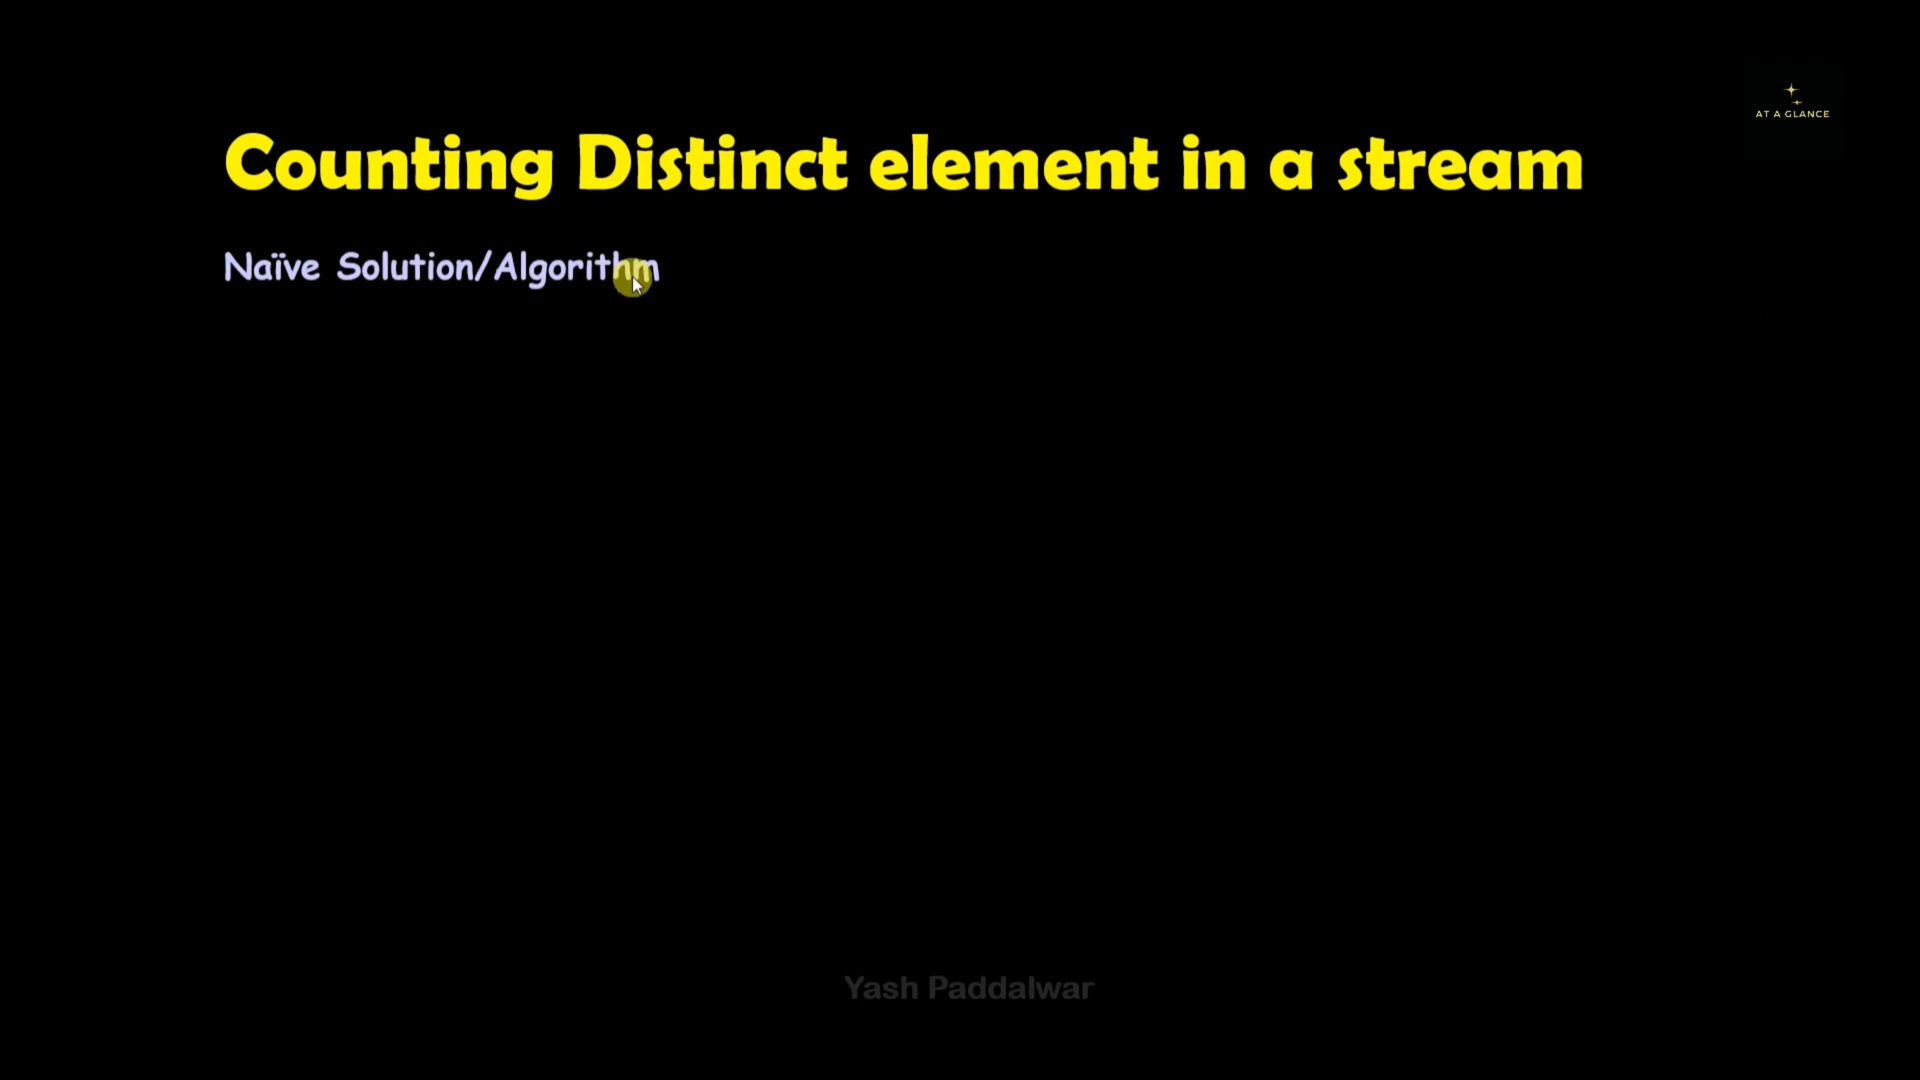 AT A GLANCE
Counting Distinct element in a stream
Naïve Solution/Algorithm
Yash Paddalwar